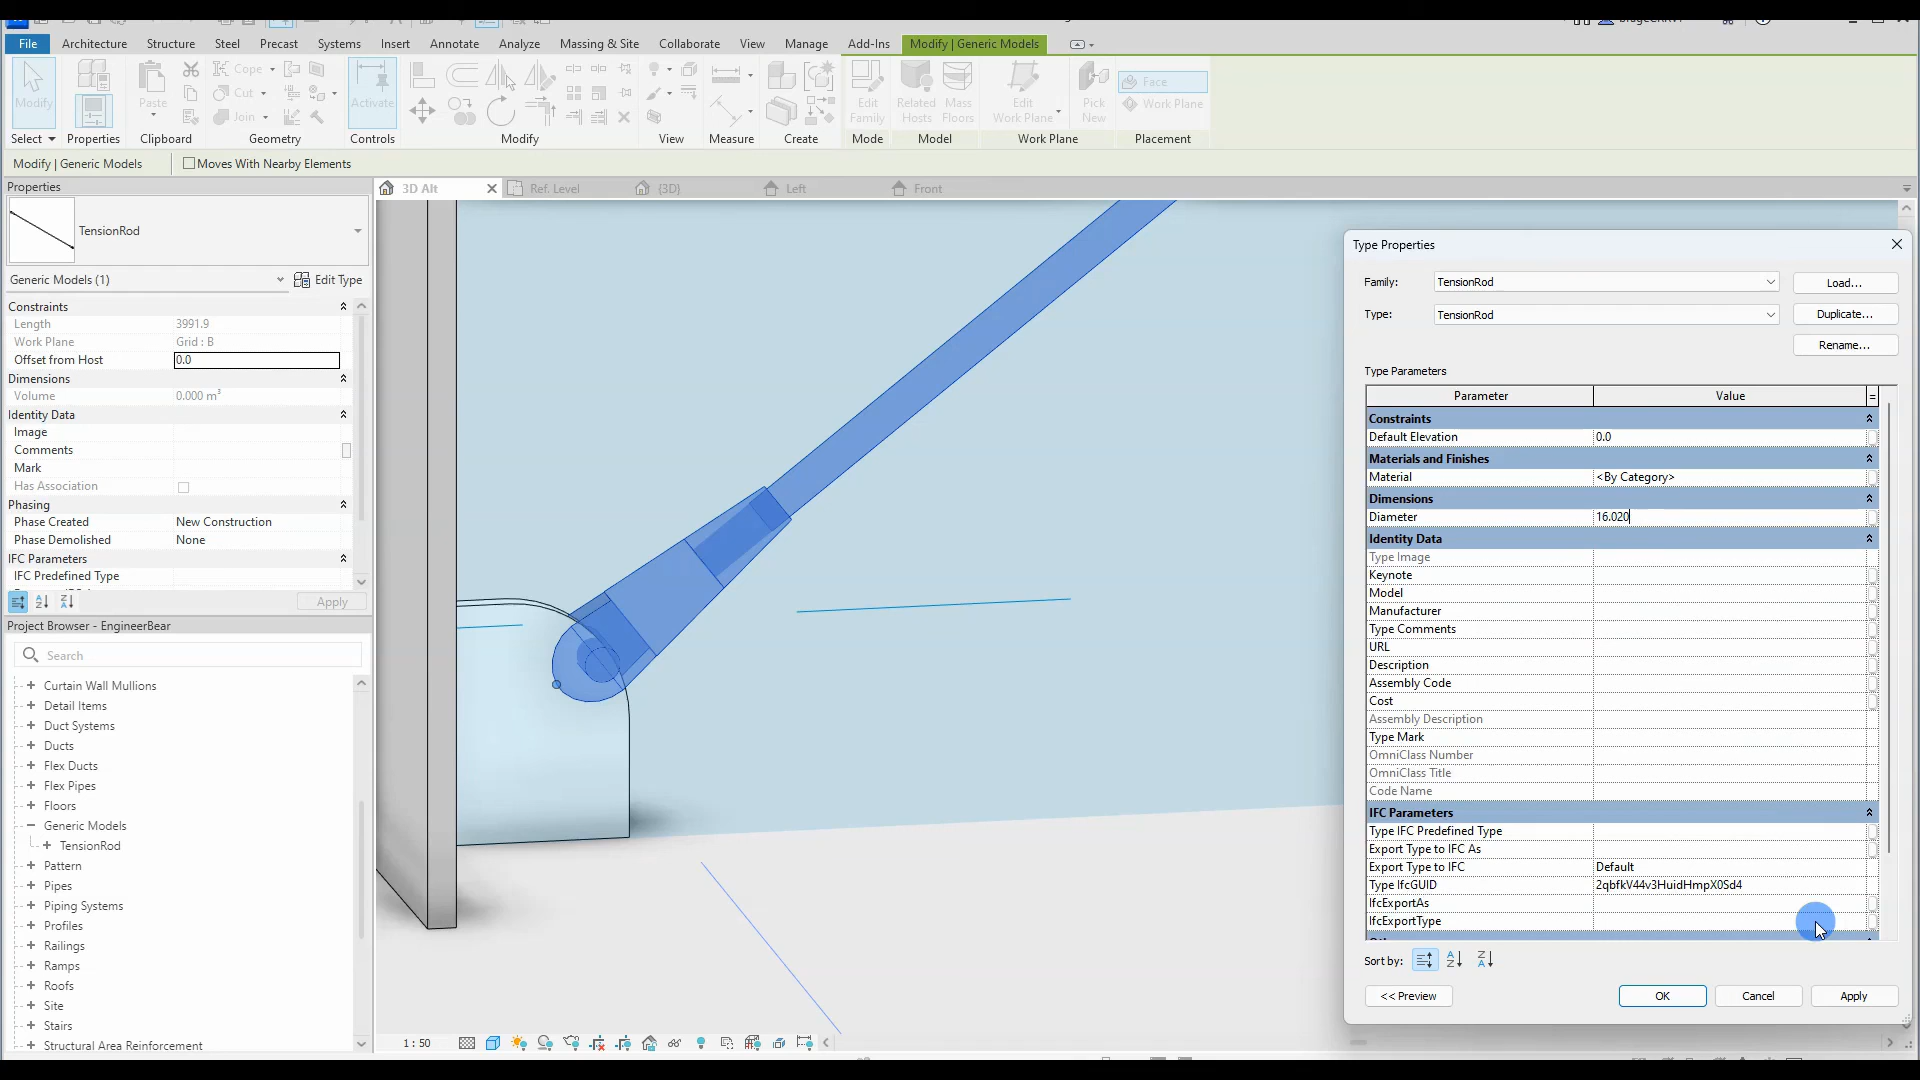 File Architecture Structure Steel Precast Systems Insert Annotate Analyze Massing & Site Collaborate View Manage Add-Ins Modify | Generic Models
Modify
Paste
Cope
Cut
Join
Activate
Edit Family
Related Hosts
Mass Floors
Edit Work Plane
Pick New
Face
Work Plane
Select Properties Clipboard Geometry Controls Modify View Measure Create Mode Model Work Plane Placement
Modify | Generic Models Moves With Nearby Elements
Properties
3D Alt Ref. Level {3D} Left Front
TensionRod
Generic Models (1) Edit Type
Constraints
Length 3991.9
Work Plane Grid : B
Offset from Host 0.0
Dimensions
Volume 0.000 m³
Identity Data
Image
Comments
Mark
Has Association
Phasing
Phase Created New Construction
Phase Demolished None
IFC Parameters
IFC Predefined Type
Apply
Project Browser - EngineerBear
Search
Curtain Wall Mullions
Detail Items
Duct Systems
Ducts
Flex Ducts
Flex Pipes
Floors
Generic Models
TensionRod
Pattern
Pipes
Piping Systems
Profiles
Railings
Ramps
Roofs
Site
Stairs
Structural Area Reinforcement
1 : 50
Type Properties
Family: TensionRod Load...
Type: TensionRod Duplicate...
Rename...
Type Parameters
Parameter Value =
Constraints
Default Elevation 0.0
Materials and Finishes
Material <By Category>
Dimensions
Diameter 16.020
Identity Data
Type Image
Keynote
Model
Manufacturer
Type Comments
URL
Description
Assembly Code
Cost
Assembly Description
Type Mark
OmniClass Number
OmniClass Title
Code Name
IFC Parameters
Type IFC Predefined Type
Export Type to IFC As
Export Type to IFC Default
Type IfcGUID 2qbfkV44v3HuidHmpX0Sd4
IfcExportAs
IfcExportType
Sort by:
<< Preview OK Cancel Apply